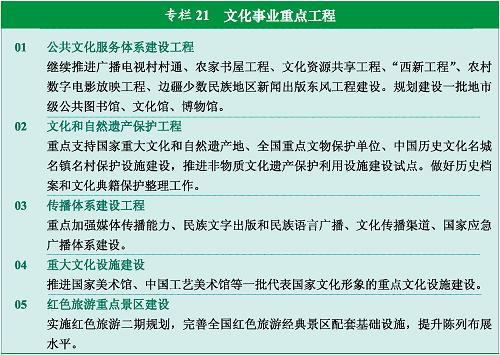 专栏 21 文化事业重点工程
01 公共文化服务体系建设工程
继续推进广播电视村村通、农家书屋工程、文化资源共享工程、“西新工程”、农村
数字电影放映工程、边疆少数民族地区新闻出版东风工程建设。规划建设一批地市
级公共图书馆、文化馆、博物馆。
02 文化和自然遗产保护工程
重点支持国家重大文化和自然遗产地、全国重点文物保护单位、中国历史文化名城
名镇名村保护设施建设，推进非物质文化遗产保护利用设施建设试点。做好历史档
案和文化典籍保护整理工作。
03 传播体系建设工程
重点加强媒体传播能力、民族文字出版和民族语言广播、文化传播渠道、国家应急
广播体系建设。
04 重大文化设施建设
推进国家美术馆、中国工艺美术馆等一批代表国家文化形象的重点文化设施建设。
05 红色旅游重点景区建设
实施红色旅游二期规划，完善全国红色旅游经典景区配套基础设施，提升陈列布展
水平。